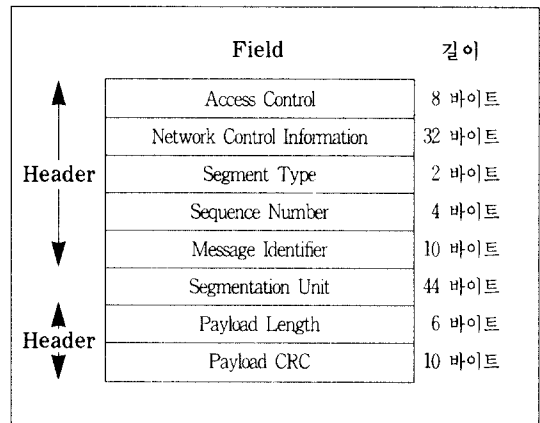 Field 길이
Access Control 8 바이트
Network Control Information 32 바이트
Header
Segment Type 2 바이트
Sequence Number 4 바이트
Message Identifier 10 바이트
Segmentation Unit 44 바이트
Payload Length 6 바이트
Header
Payload CRC 10 바이트